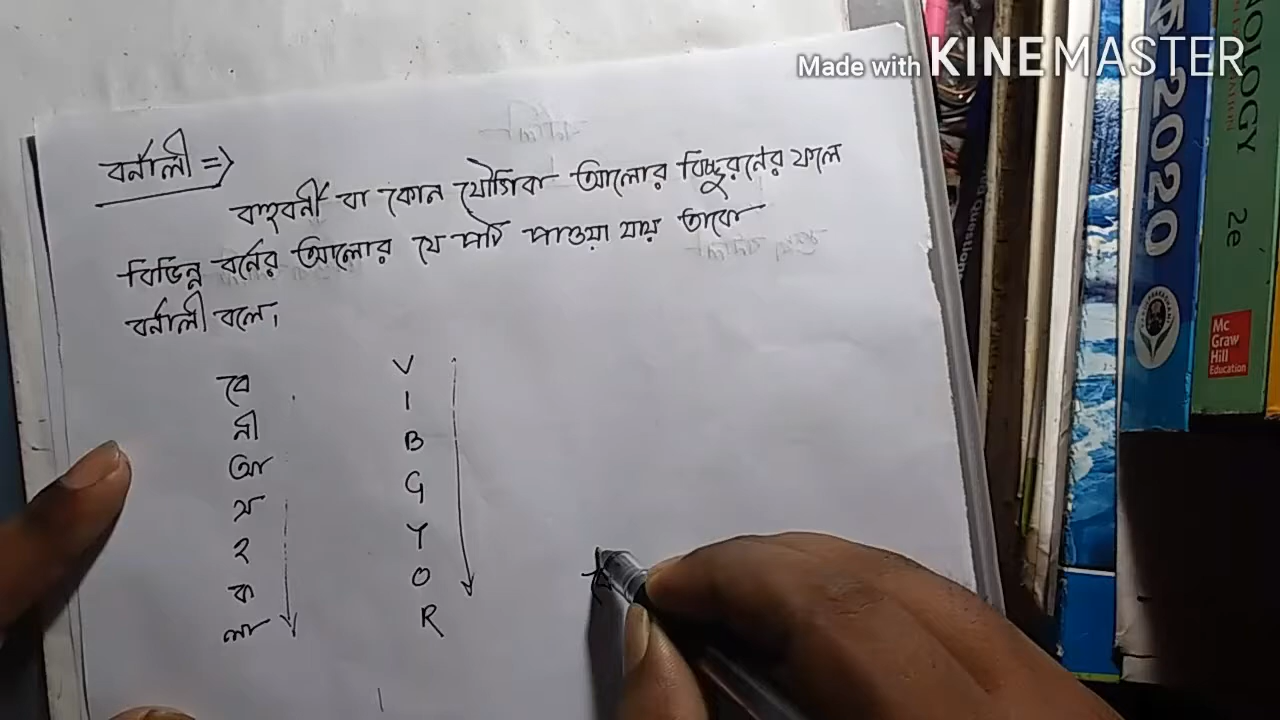 Made with KINEMASTER
বর্নালী =>
বহুবর্নী বা কোন যৌগিক আলোর বিচ্ছুরনের ফলে
বিভিন্ন বর্নের আলোর যে পটি পাওয়া যায় তাকে
বর্নালী বলে।
বে
নী
আ
স
হ
ক
লা
V
I
B
G
Y
O
R
2020
NOLOGY
2e
Mc
Graw
Hill
Education